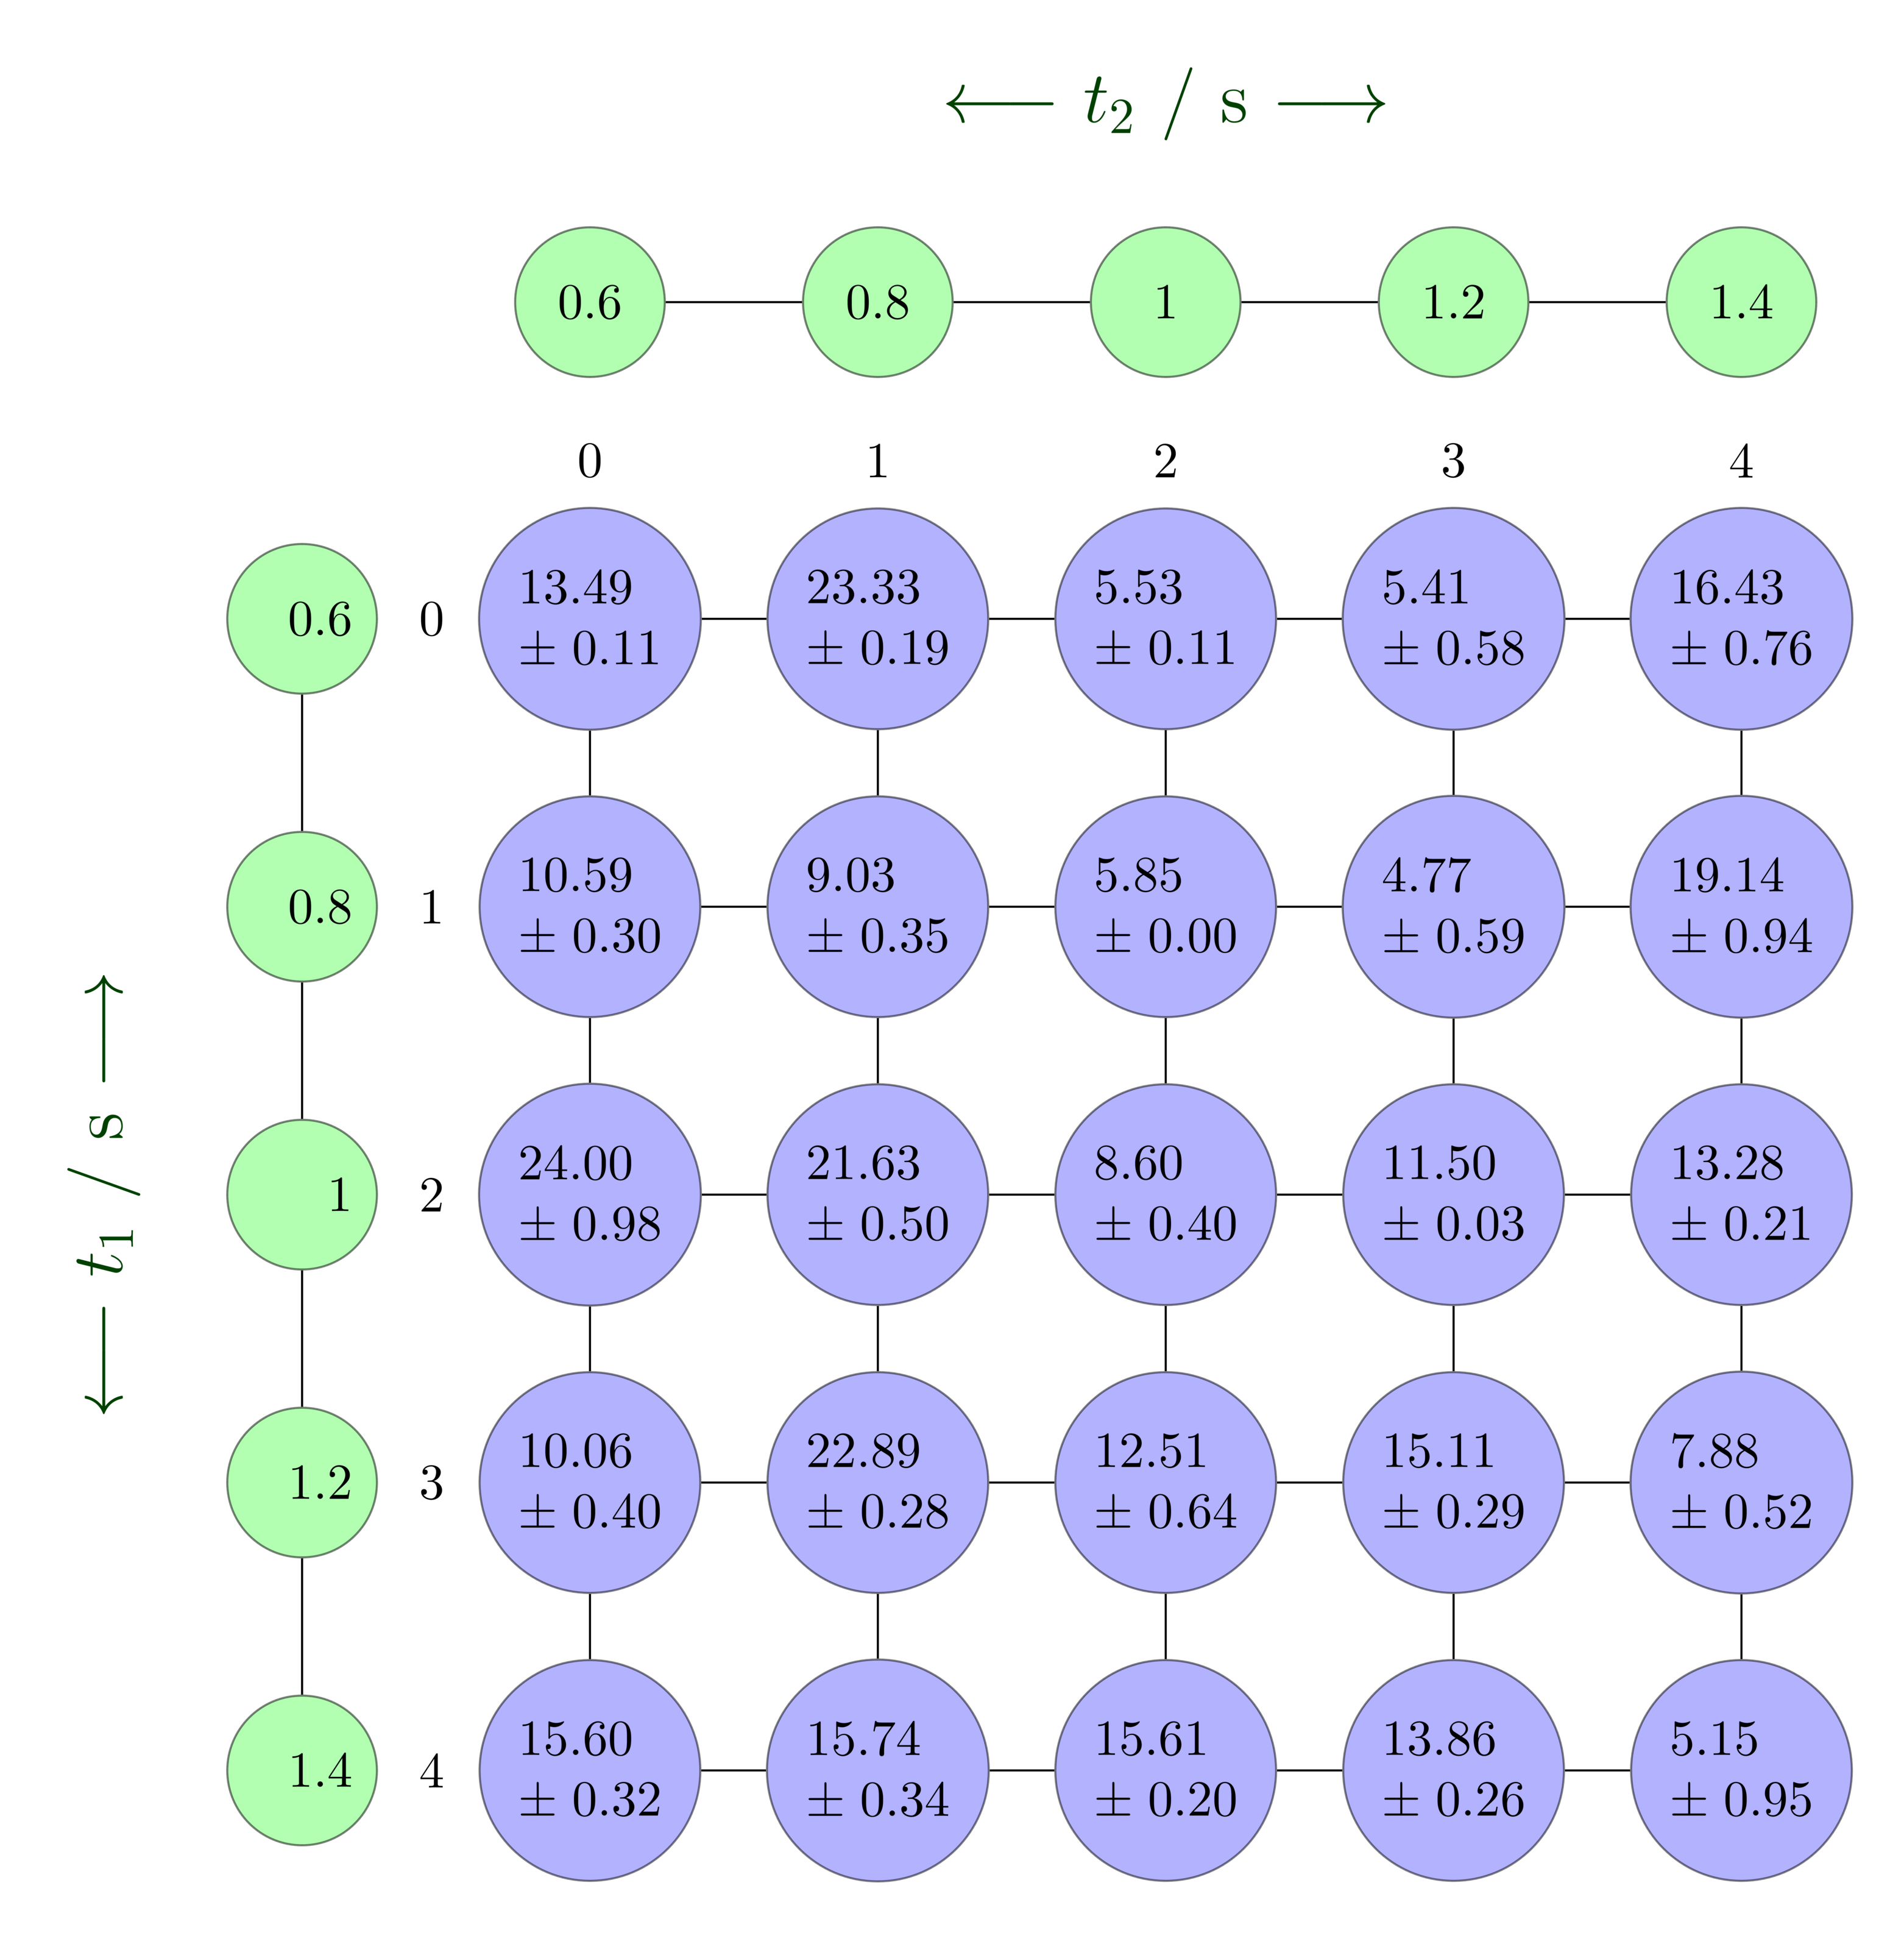 ← t₂ / s →
0.6 0.8 1 1.2 1.4
0 1 2 3 4
← t₁ / s →
0.6 0 13.49 ± 0.11 23.33 ± 0.19 5.53 ± 0.11 5.41 ± 0.58 16.43 ± 0.76
0.8 1 10.59 ± 0.30 9.03 ± 0.35 5.85 ± 0.00 4.77 ± 0.59 19.14 ± 0.94
1 2 24.00 ± 0.98 21.63 ± 0.50 8.60 ± 0.40 11.50 ± 0.03 13.28 ± 0.21
1.2 3 10.06 ± 0.40 22.89 ± 0.28 12.51 ± 0.64 15.11 ± 0.29 7.88 ± 0.52
1.4 4 15.60 ± 0.32 15.74 ± 0.34 15.61 ± 0.20 13.86 ± 0.26 5.15 ± 0.95